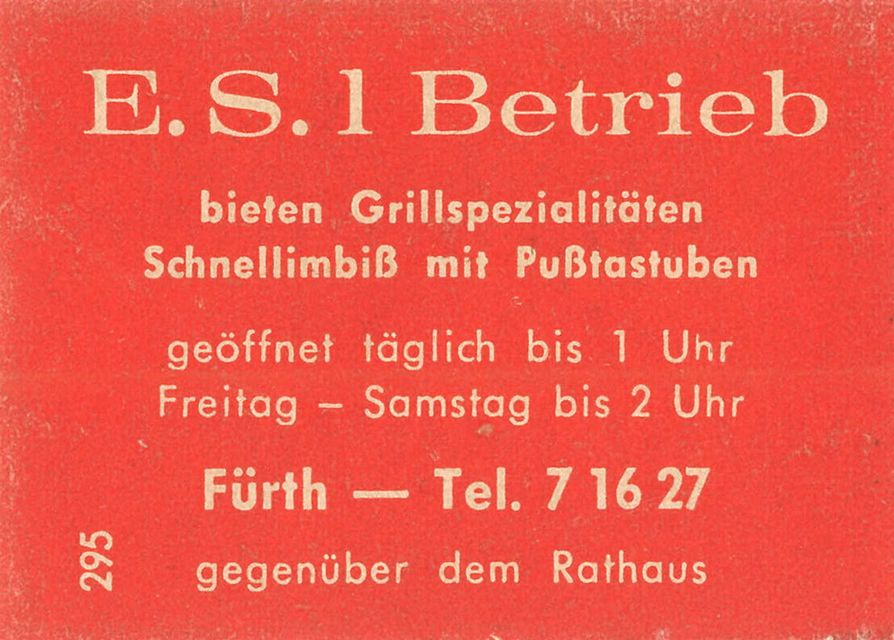 E.S.1 Betrieb
bieten Grillspezialitäten
Schnellimbiß mit Pußtastuben
geöffnet täglich bis 1 Uhr
Freitag – Samstag bis 2 Uhr
Fürth — Tel. 7 16 27
gegenüber dem Rathaus
295